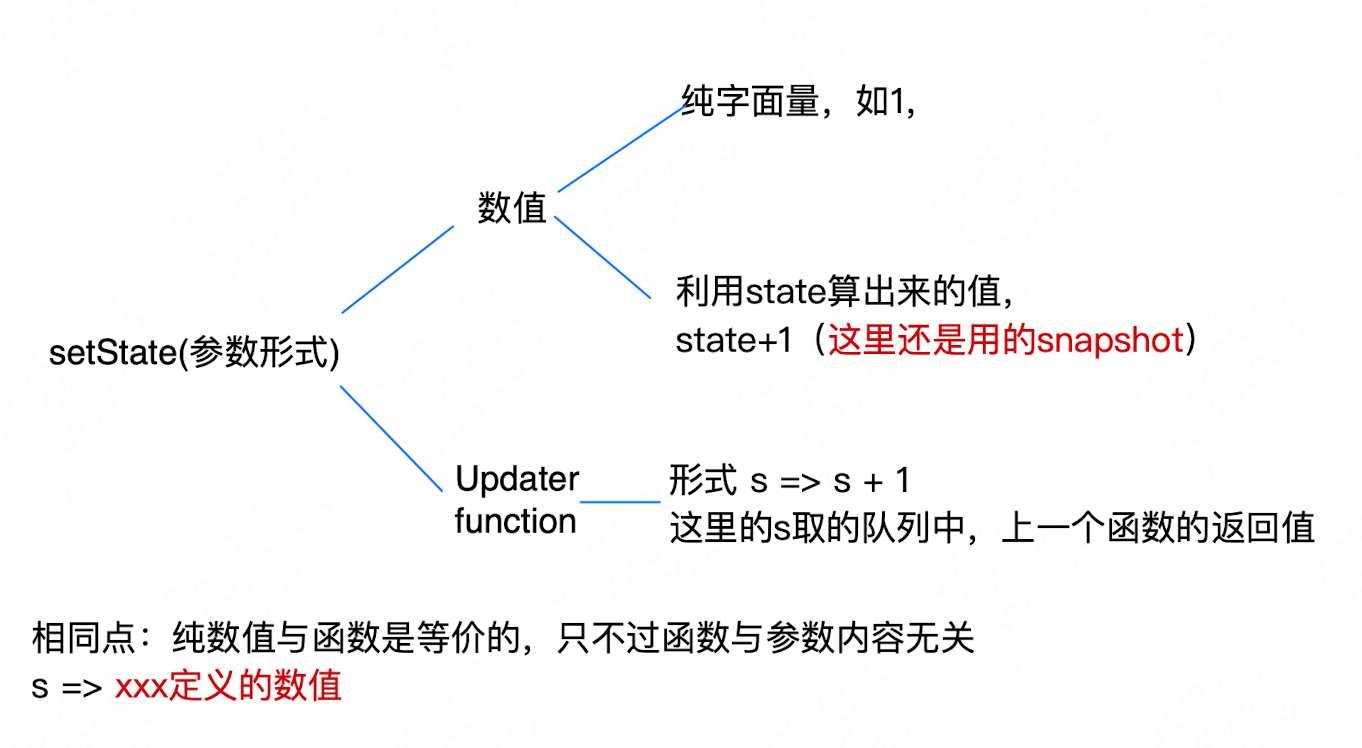 纯字面量，如1,
数值
利用state算出来的值，
state+1（这里还是用的snapshot）
setState(参数形式)
Updater
function
形式 s => s + 1
这里的s取的队列中，上一个函数的返回值
相同点：纯数值与函数是等价的，只不过函数与参数内容无关
s => xxx定义的数值